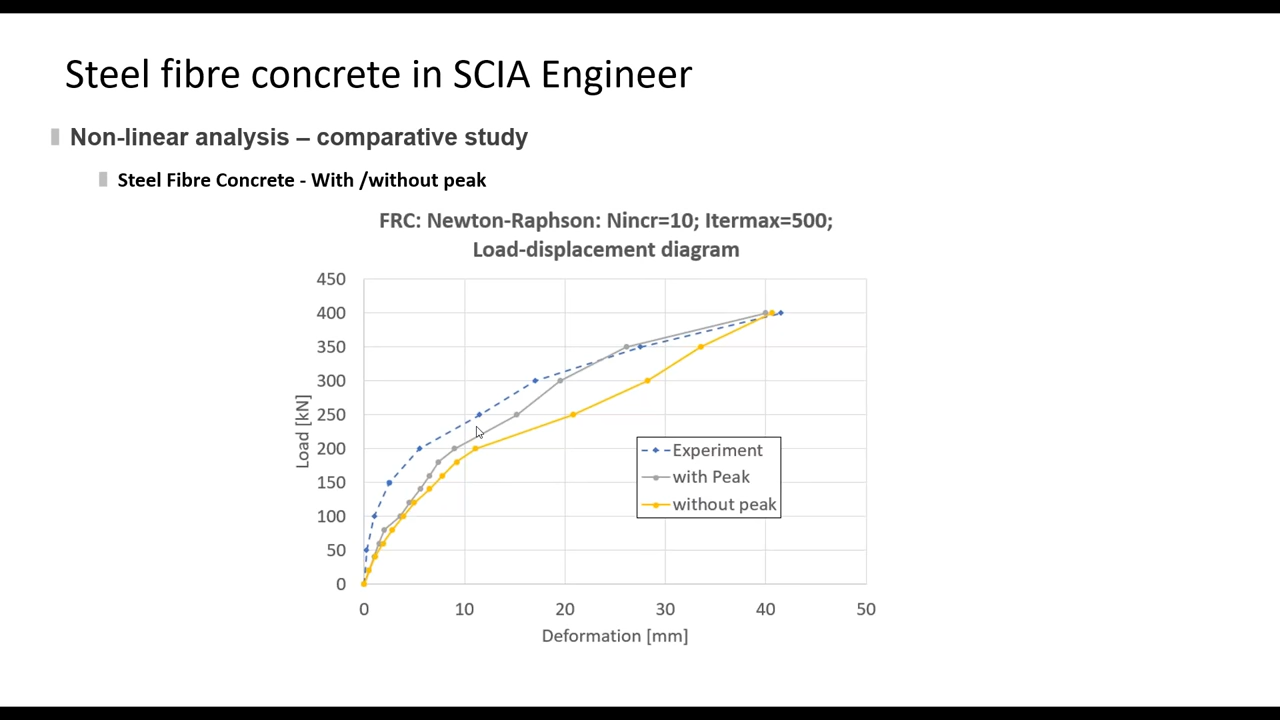 Steel fibre concrete in SCIA Engineer
Non-linear analysis – comparative study
Steel Fibre Concrete - With /without peak
FRC: Newton-Raphson: Nincr=10; Itermax=500;
Load-displacement diagram
450
400
350
300
250
200
150
100
50
0
Load [kN]
Experiment
with Peak
without peak
0 10 20 30 40 50
Deformation [mm]